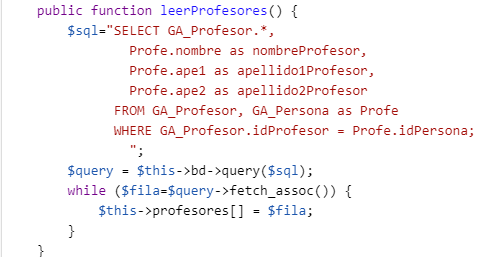 public function leerProfesores() {
$sql="SELECT GA_Profesor.*,
Profe.nombre as nombreProfesor,
Profe.ape1 as apellido1Profesor,
Profe.ape2 as apellido2Profesor
FROM GA_Profesor, GA_Persona as Profe
WHERE GA_Profesor.idProfesor = Profe.idPersona;
";
$query = $this->bd->query($sql);
while ($fila=$query->fetch_assoc()) {
$this->profesores[] = $fila;
}
}